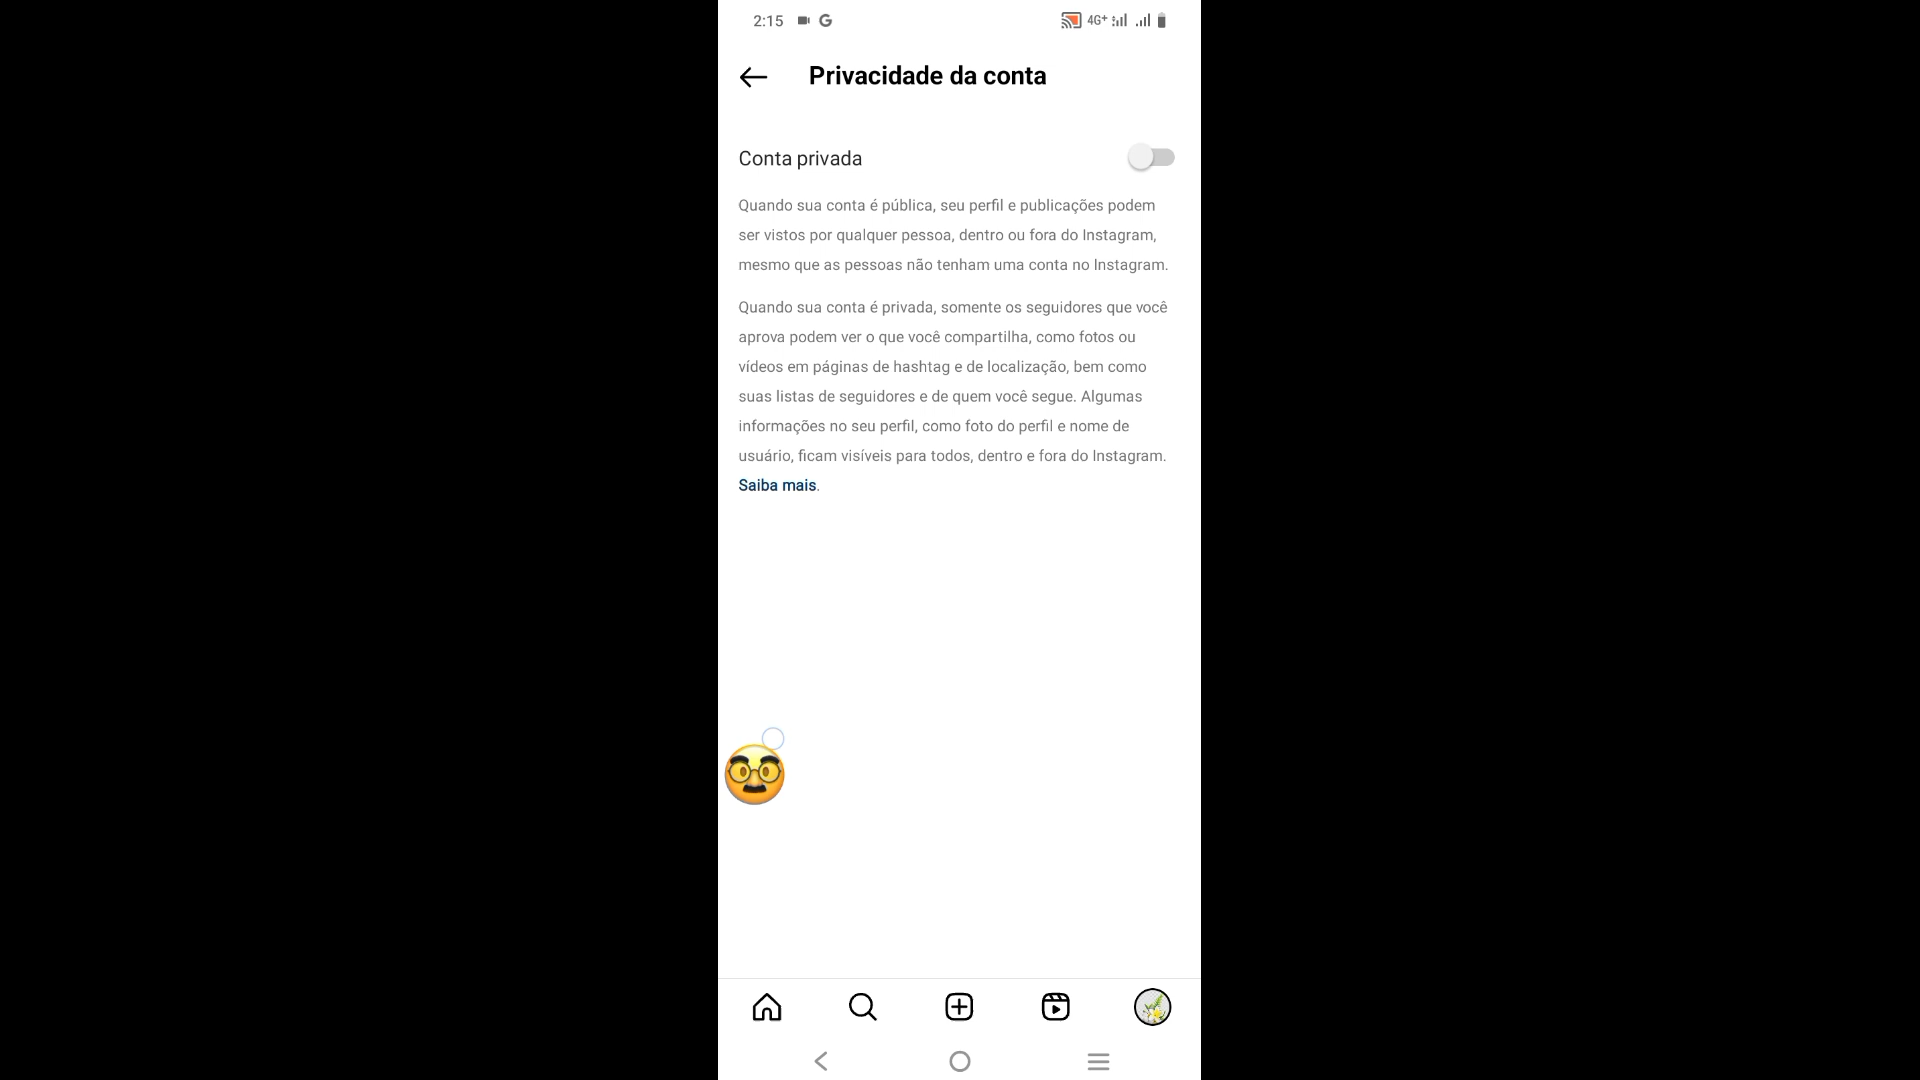 2:15 G 4G+
Privacidade da conta
Conta privada
Quando sua conta é pública, seu perfil e publicações podem
ser vistos por qualquer pessoa, dentro ou fora do Instagram,
mesmo que as pessoas não tenham uma conta no Instagram.
Quando sua conta é privada, somente os seguidores que você
aprova podem ver o que você compartilha, como fotos ou
vídeos em páginas de hashtag e de localização, bem como
suas listas de seguidores e de quem você segue. Algumas
informações no seu perfil, como foto do perfil e nome de
usuário, ficam visíveis para todos, dentro e fora do Instagram.
Saiba mais.